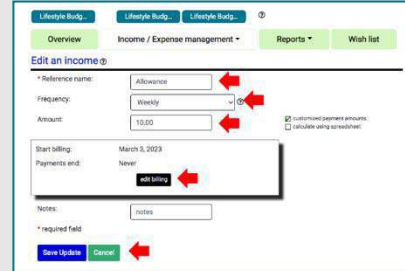 Lifestyle Budg... Lifestyle Budg... Lifestyle Budg... ?
Overview Income / Expense management Reports Wish list
Edit an income ?
* Reference name: Allowance
Frequency: Weekly ?
Amount: 10.00 customized payment amounts
calculate using spreadsheet
Start billing: March 3, 2023
Payments end: Never
edit billing
Notes: notes
* required field
Save Update Cancel